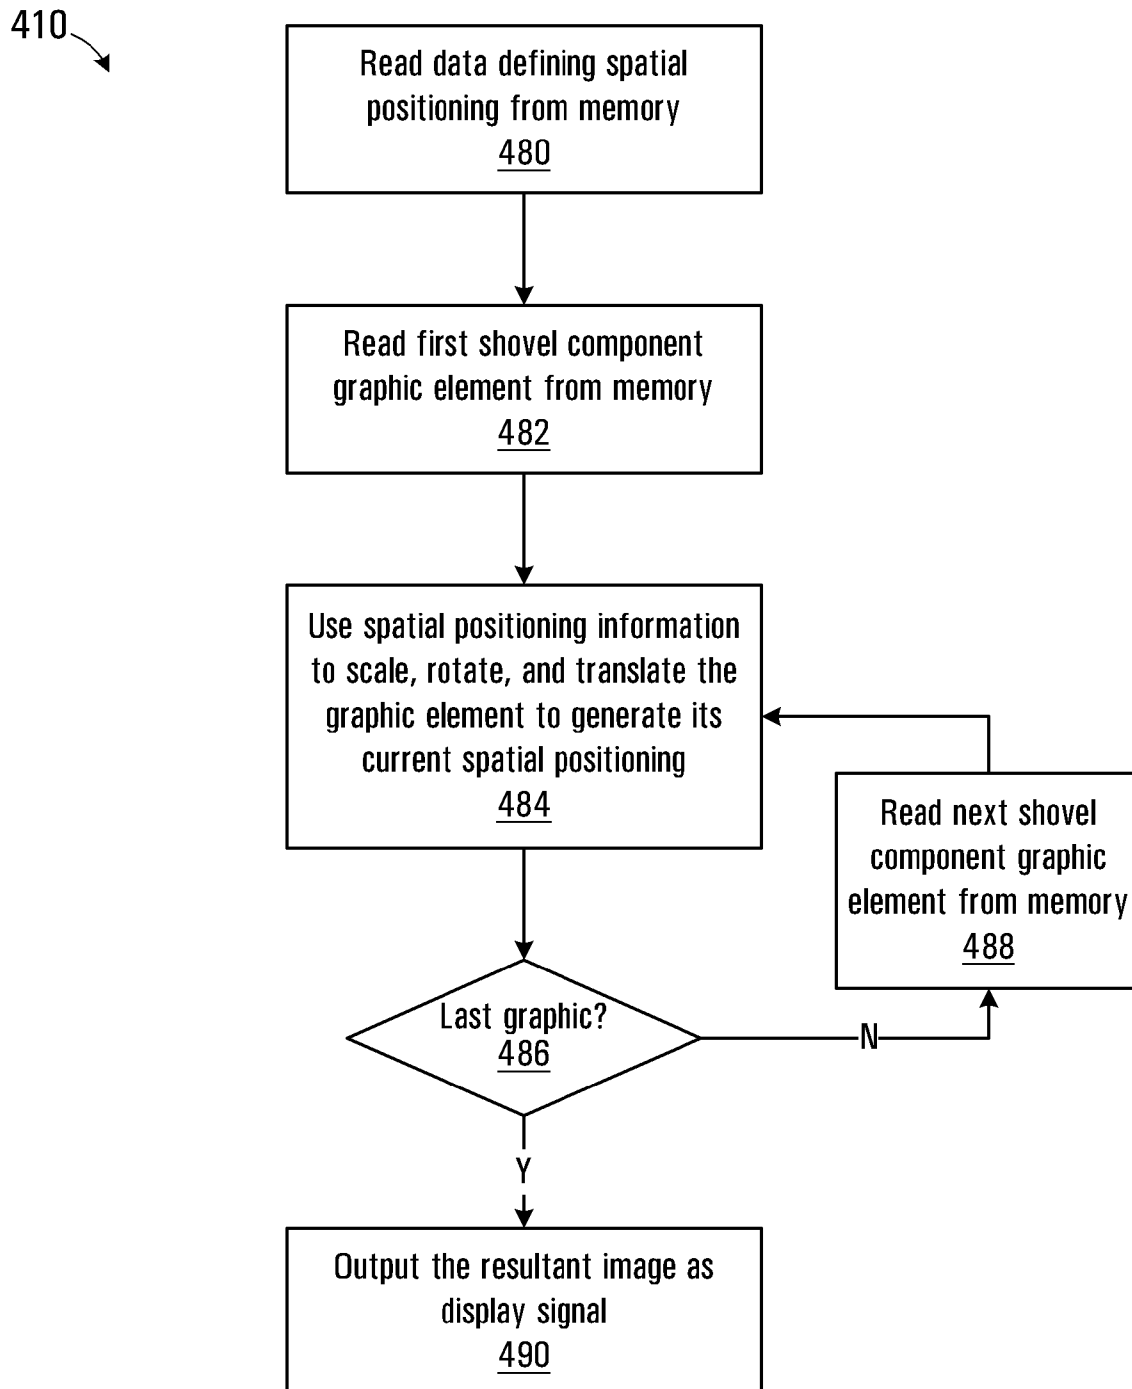 410
Read data defining spatial
positioning from memory
480
Read first shovel component
graphic element from memory
482
Use spatial positioning information
to scale, rotate, and translate the
graphic element to generate its
current spatial positioning
484
Read next shovel
component graphic
element from memory
488
Last graphic?
486
N
Y
Output the resultant image as
display signal
490